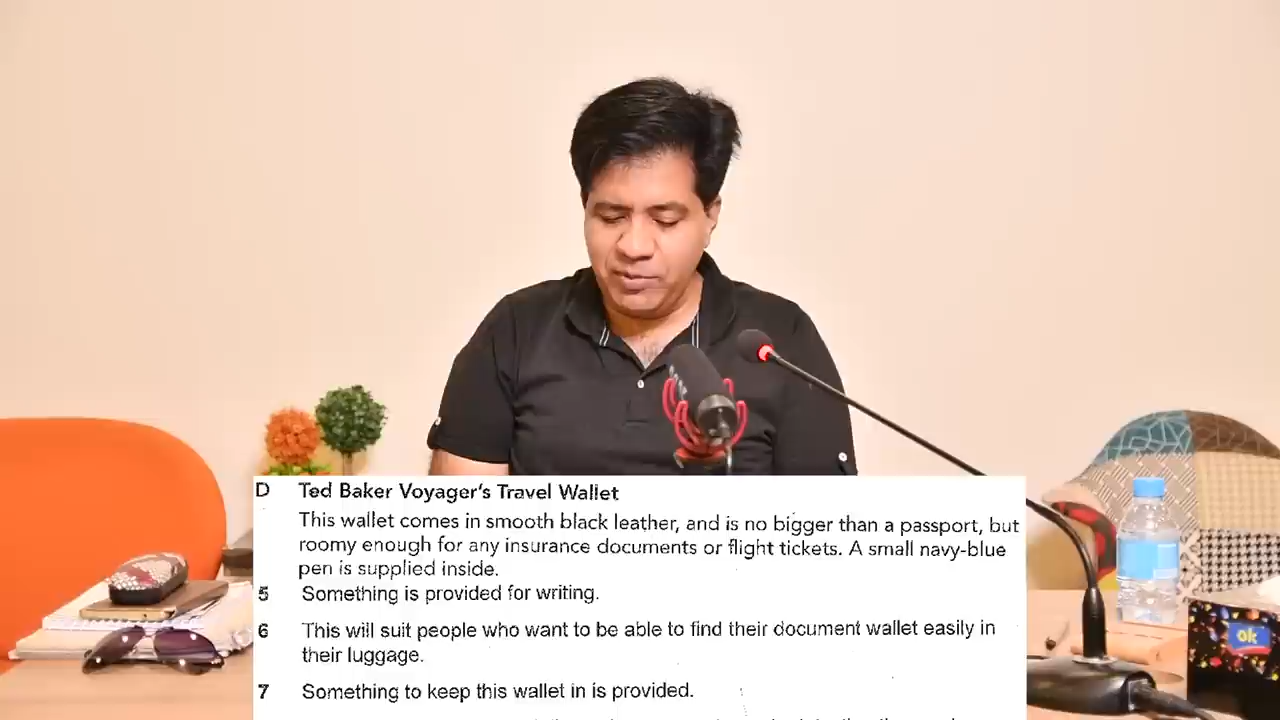 D Ted Baker Voyager's Travel Wallet
This wallet comes in smooth black leather, and is no bigger than a passport, but
roomy enough for any insurance documents or flight tickets. A small navy-blue
pen is supplied inside.
5 Something is provided for writing.
6 This will suit people who want to be able to find their document wallet easily in
their luggage.
7 Something to keep this wallet in is provided.
ok